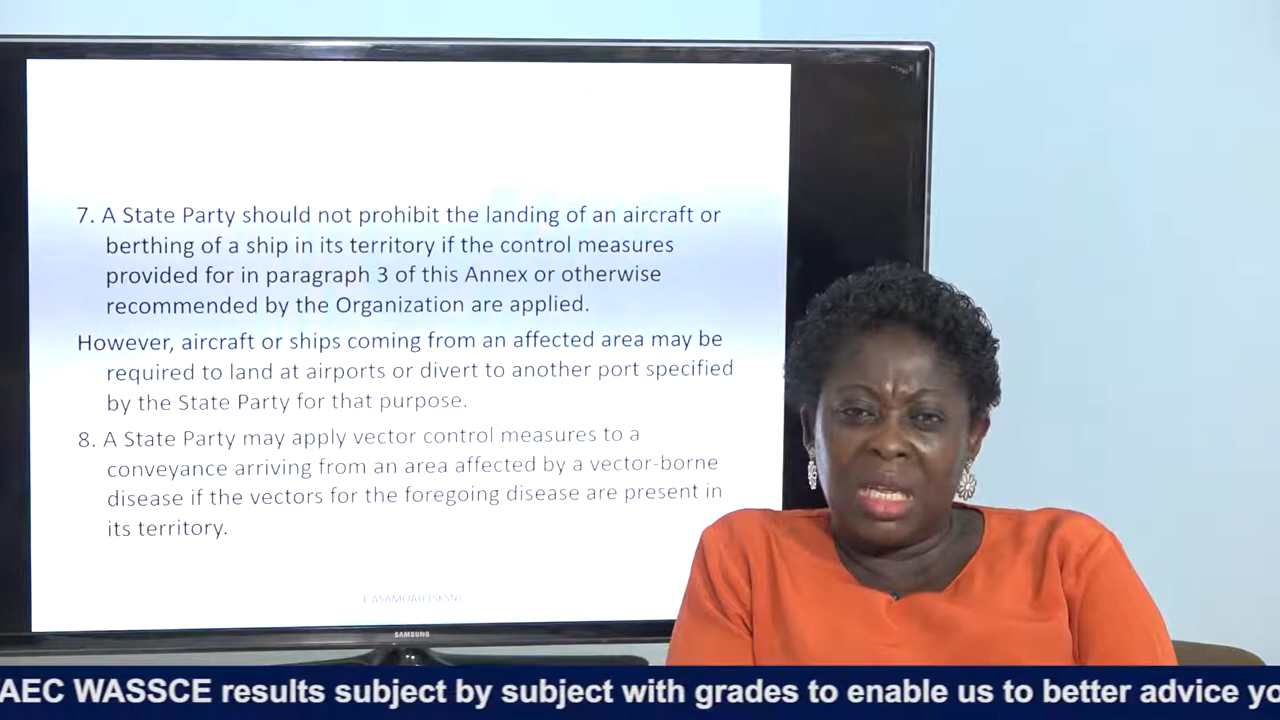 7. A State Party should not prohibit the landing of an aircraft or
berthing of a ship in its territory if the control measures
provided for in paragraph 3 of this Annex or otherwise
recommended by the Organization are applied.
However, aircraft or ships coming from an affected area may be
required to land at airports or divert to another port specified
by the State Party for that purpose.
8. A State Party may apply vector control measures to a
conveyance arriving from an area affected by a vector-borne
disease if the vectors for the foregoing disease are present in
its territory.
ASAMOAH
SAMSUNG
AEC WASSCE results subject by subject with grades to enable us to better advice yo